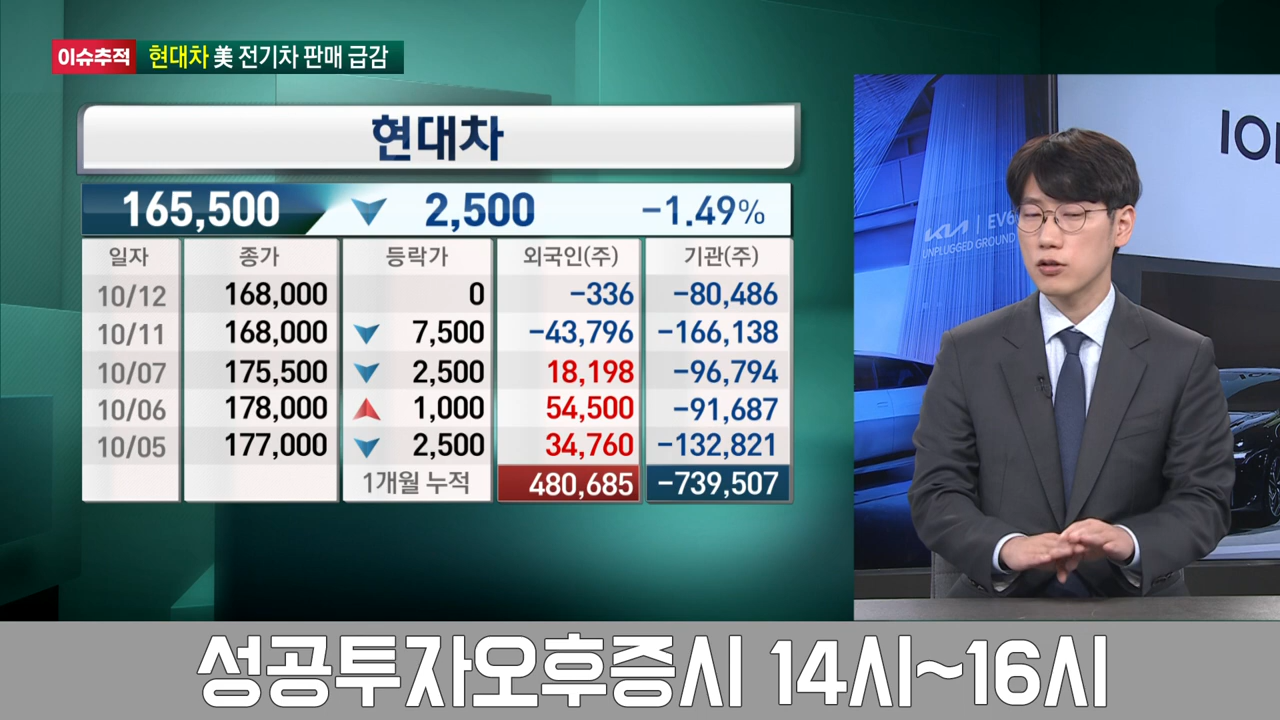 이슈추적 현대차 美 전기차 판매 급감
현대차
165,500 ▼ 2,500 -1.49%
일자 종가 등락가 외국인(주) 기관(주)
10/12 168,000 0 -336 -80,486
10/11 168,000 ▼ 7,500 -43,796 -166,138
10/07 175,500 ▼ 2,500 18,198 -96,794
10/06 178,000 ▲ 1,000 54,500 -91,687
10/05 177,000 ▼ 2,500 34,760 -132,821
1개월 누적 480,685 -739,507
KIA | EV6
UNPLUGGED GROUND
성공투자오후증시 14시~16시